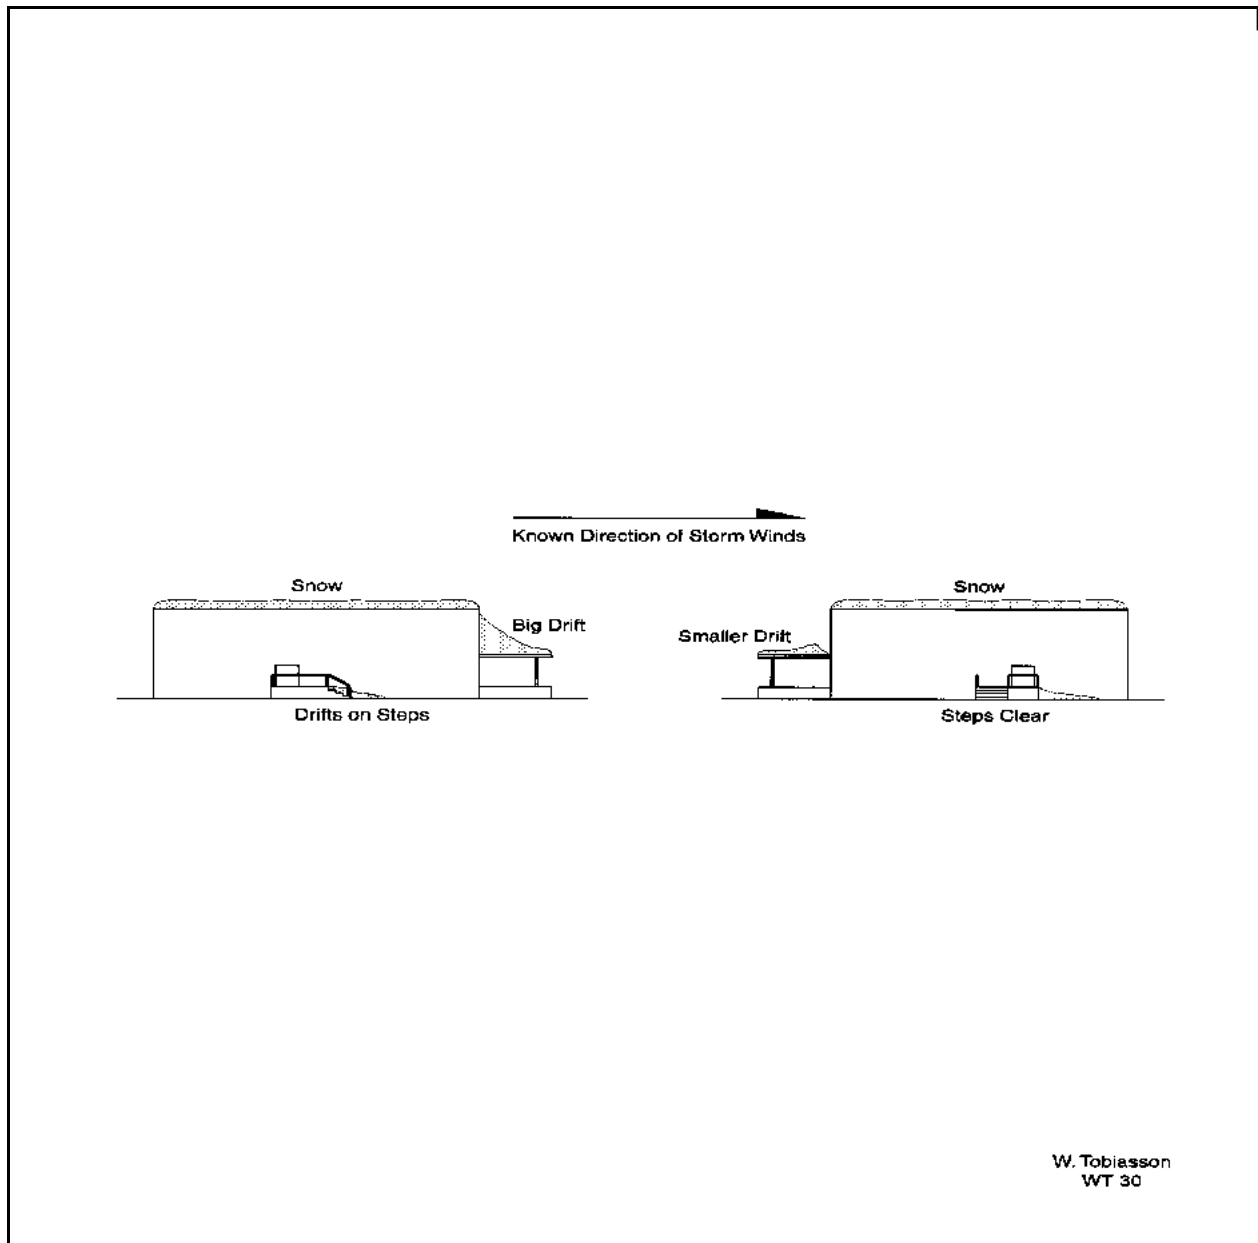 Known Direction of Storm Winds
Snow
Big Drift
Drifts on Steps
Snow
Smaller Drift
Steps Clear
W. Tobiasson
WT 30